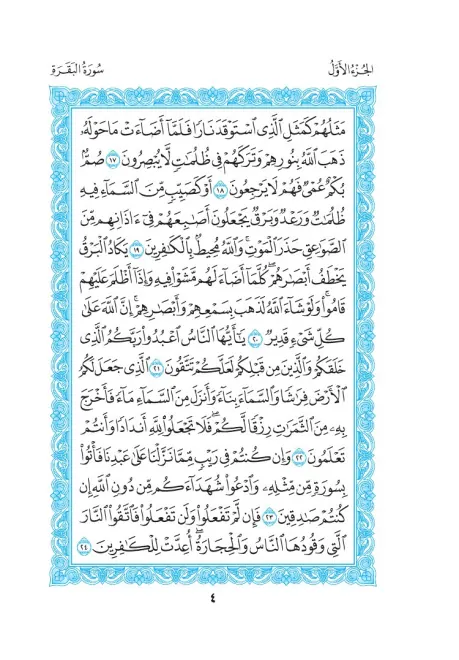 الجُزْءُ الأَوَّلُ
سُورَةُ البَقَرَةِ
مَثَلُهُمْ كَمَثَلِ ٱلَّذِى ٱسْتَوْقَدَ نَارًا فَلَمَّآ أَضَآءَتْ مَا حَوْلَهُۥ
ذَهَبَ ٱللَّهُ بِنُورِهِمْ وَتَرَكَهُمْ فِى ظُلُمَٰتٍ لَّا يُبْصِرُونَ ١٧ صُمٌّۢ
بُكْمٌ عُمْىٌ فَهُمْ لَا يَرْجِعُونَ ١٨ أَوْ كَصَيِّبٍ مِّنَ ٱلسَّمَآءِ فِيهِ
ظُلُمَٰتٌ وَرَعْدٌ وَبَرْقٌ يَجْعَلُونَ أَصَٰبِعَهُمْ فِىٓ ءَاذَانِهِم مِّنَ
ٱلصَّوَٰعِقِ حَذَرَ ٱلْمَوْتِ ۚ وَٱللَّهُ مُحِيطٌۢ بِٱلْكَٰفِرِينَ ١٩ يَكَادُ ٱلْبَرْقُ
يَخْطَفُ أَبْصَٰرَهُمْ ۖ كُلَّمَآ أَضَآءَ لَهُم مَّشَوْا۟ فِيهِ وَإِذَآ أَظْلَمَ عَلَيْهِمْ
قَامُوا۟ ۚ وَلَوْ شَآءَ ٱللَّهُ لَذَهَبَ بِسَمْعِهِمْ وَأَبْصَٰرِهِمْ ۚ إِنَّ ٱللَّهَ عَلَىٰ
كُلِّ شَىْءٍ قَدِيرٌ ٢٠ يَٰٓأَيُّهَا ٱلنَّاسُ ٱعْبُدُوا۟ رَبَّكُمُ ٱلَّذِى
خَلَقَكُمْ وَٱلَّذِينَ مِن قَبْلِكُمْ لَعَلَّكُمْ تَتَّقُونَ ٢١ ٱلَّذِى جَعَلَ لَكُمُ
ٱلْأَرْضَ فِرَٰشًا وَٱلسَّمَآءَ بِنَآءً وَأَنزَلَ مِنَ ٱلسَّمَآءِ مَآءً فَأَخْرَجَ
بِهِۦ مِنَ ٱلثَّمَرَٰتِ رِزْقًا لَّكُمْ ۖ فَلَا تَجْعَلُوا۟ لِلَّهِ أَندَادًا وَأَنتُمْ
تَعْلَمُونَ ٢٢ وَإِن كُنتُمْ فِى رَيْبٍ مِّمَّا نَزَّلْنَا عَلَىٰ عَبْدِنَا فَأْتُوا۟
بِسُورَةٍ مِّن مِّثْلِهِۦ وَٱدْعُوا۟ شُهَدَآءَكُم مِّن دُونِ ٱللَّهِ إِن
كُنتُمْ صَٰدِقِينَ ٢٣ فَإِن لَّمْ تَفْعَلُوا۟ وَلَن تَفْعَلُوا۟ فَٱتَّقُوا۟ ٱلنَّارَ
ٱلَّتِى وَقُودُهَا ٱلنَّاسُ وَٱلْحِجَارَةُ ۖ أُعِدَّتْ لِلْكَٰفِرِينَ ٢٤
٤